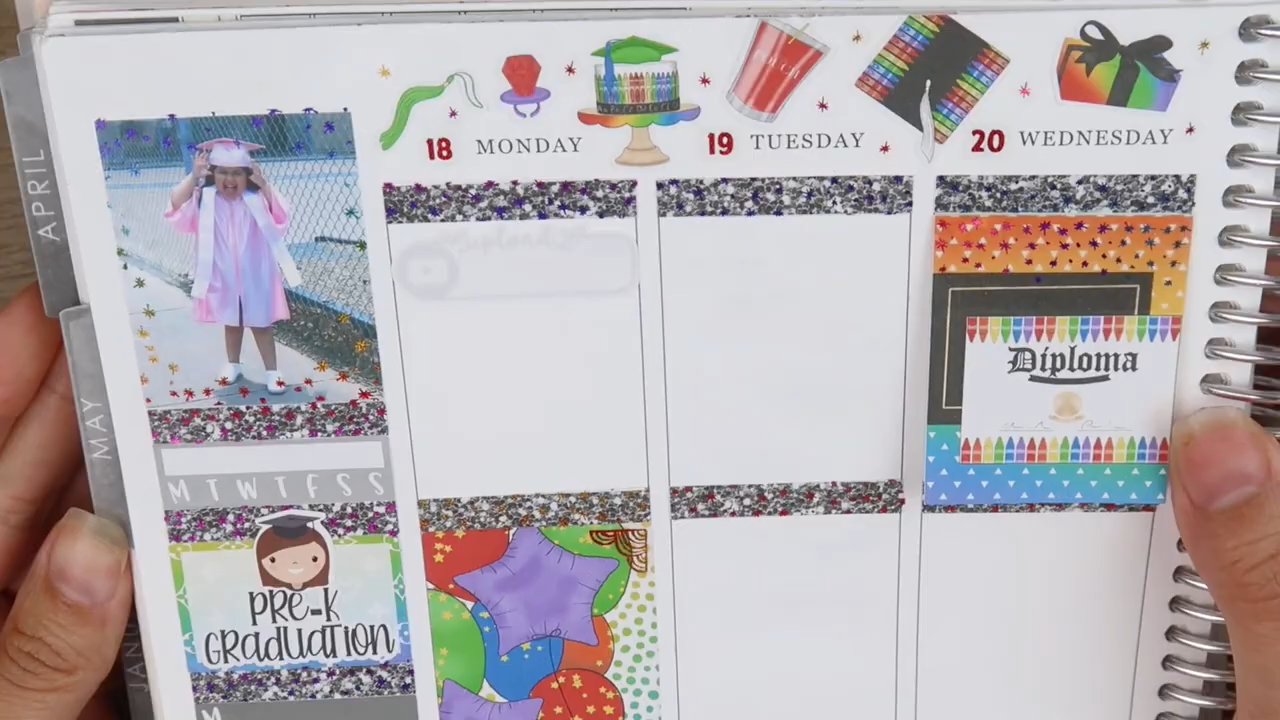 APRIL
MAY
18 MONDAY
19 TUESDAY
20 WEDNESDAY
Diploma
M T W T F S S
PRE-K
GRADUATION
M